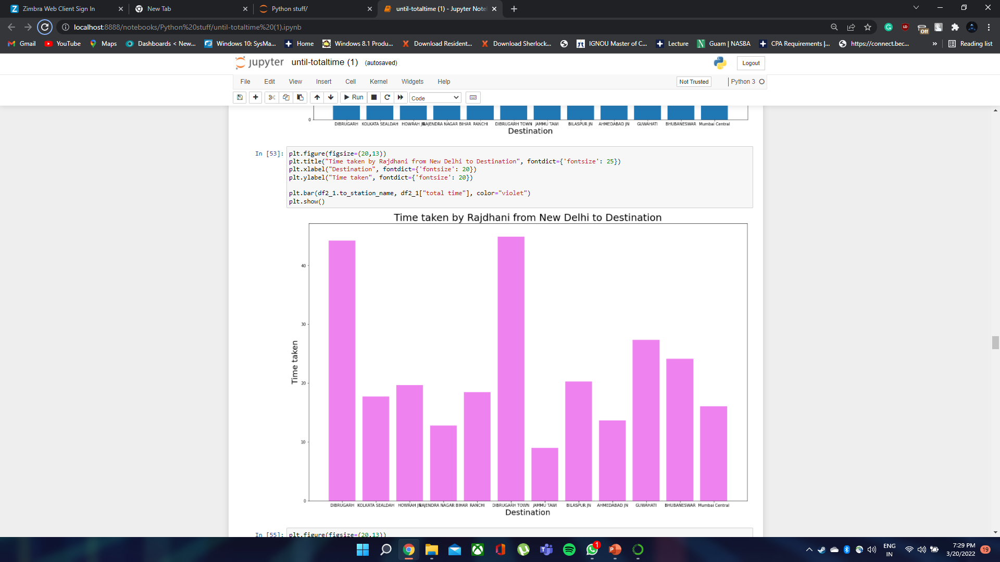 Zimbra Web Client Sign In
New Tab
Python stuff/
until-totaltime (1) - Jupyter Note
localhost:8888/notebooks/Python%20stuff/until-totaltime%20(1).ipynb
Off
Gmail
YouTube
Maps
Dashboards < New...
Windows 10: SysMa...
Home
Windows 8.1 Produ...
Download Resident...
Download Sherlock...
IGNOU Master of C...
Lecture
Guam | NASBA
CPA Requirements |...
https://connect.bec...
»
Reading list
jupyter until-totaltime (1) (autosaved)
Logout
File Edit View Insert Cell Kernel Widgets Help
Not Trusted
Python 3
Run
Code
0
DIBRUGARH KOLKATA SEALDAH HOWRAH JN RAJENDRA NAGAR BIHAR RANCHI DIBRUGARH TOWN JAMMU TAWI BILASPUR JN AHMEDABAD JN GUWAHATI BHUBANESWAR Mumbai Central
Destination
In [53]:
plt.figure(figsize=(20,13))
plt.title("Time taken by Rajdhani from New Delhi to Destination", fontdict={'fontsize': 25})
plt.xlabel("Destination", fontdict={'fontsize': 20})
plt.ylabel("Time taken", fontdict={'fontsize': 20})
plt.bar(df2_1.to_station_name, df2_1["total time"], color="violet")
plt.show()
Time taken by Rajdhani from New Delhi to Destination
40
30
20
10
0
Time taken
DIBRUGARH KOLKATA SEALDAH HOWRAH JN RAJENDRA NAGAR BIHAR RANCHI DIBRUGARH TOWN JAMMU TAWI BILASPUR JN AHMEDABAD JN GUWAHATI BHUBANESWAR Mumbai Central
Destination
In [55]:
plt.figure(figsize=(20,13))
1
ENG
IN
7:29 PM
3/20/2022
19